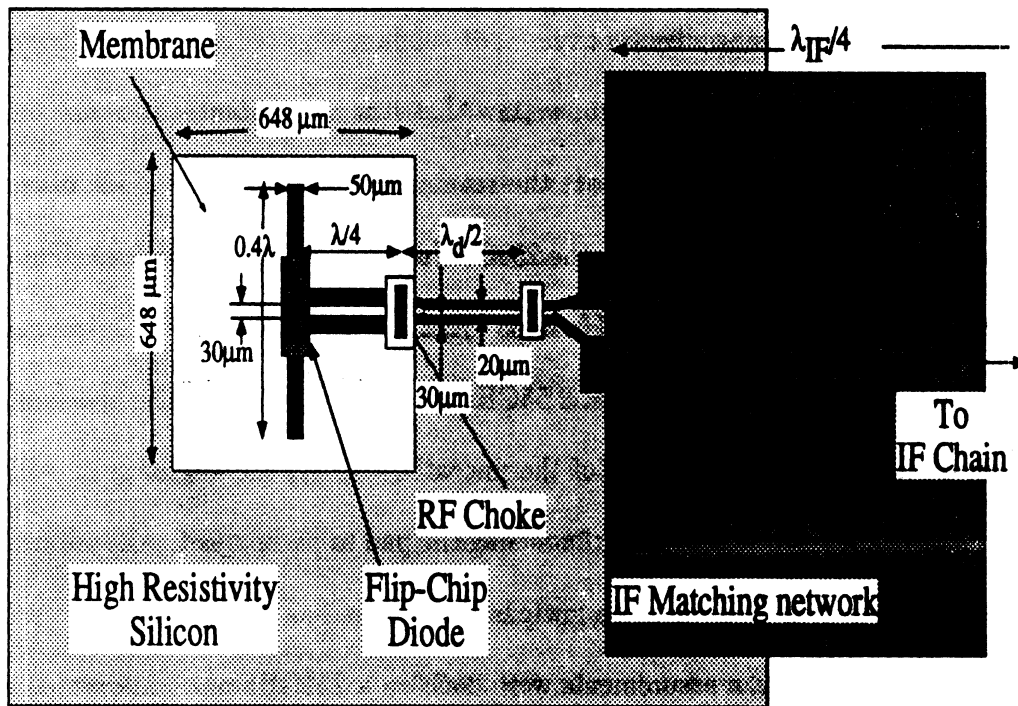 Membrane
λIF/4
648 µm
50µm
λ/4
λd/2
0.4λ
648 µm
30µm
20µm
30µm
To
IF Chain
RF Choke
High Resistivity
Silicon
Flip-Chip
Diode
IF Matching network